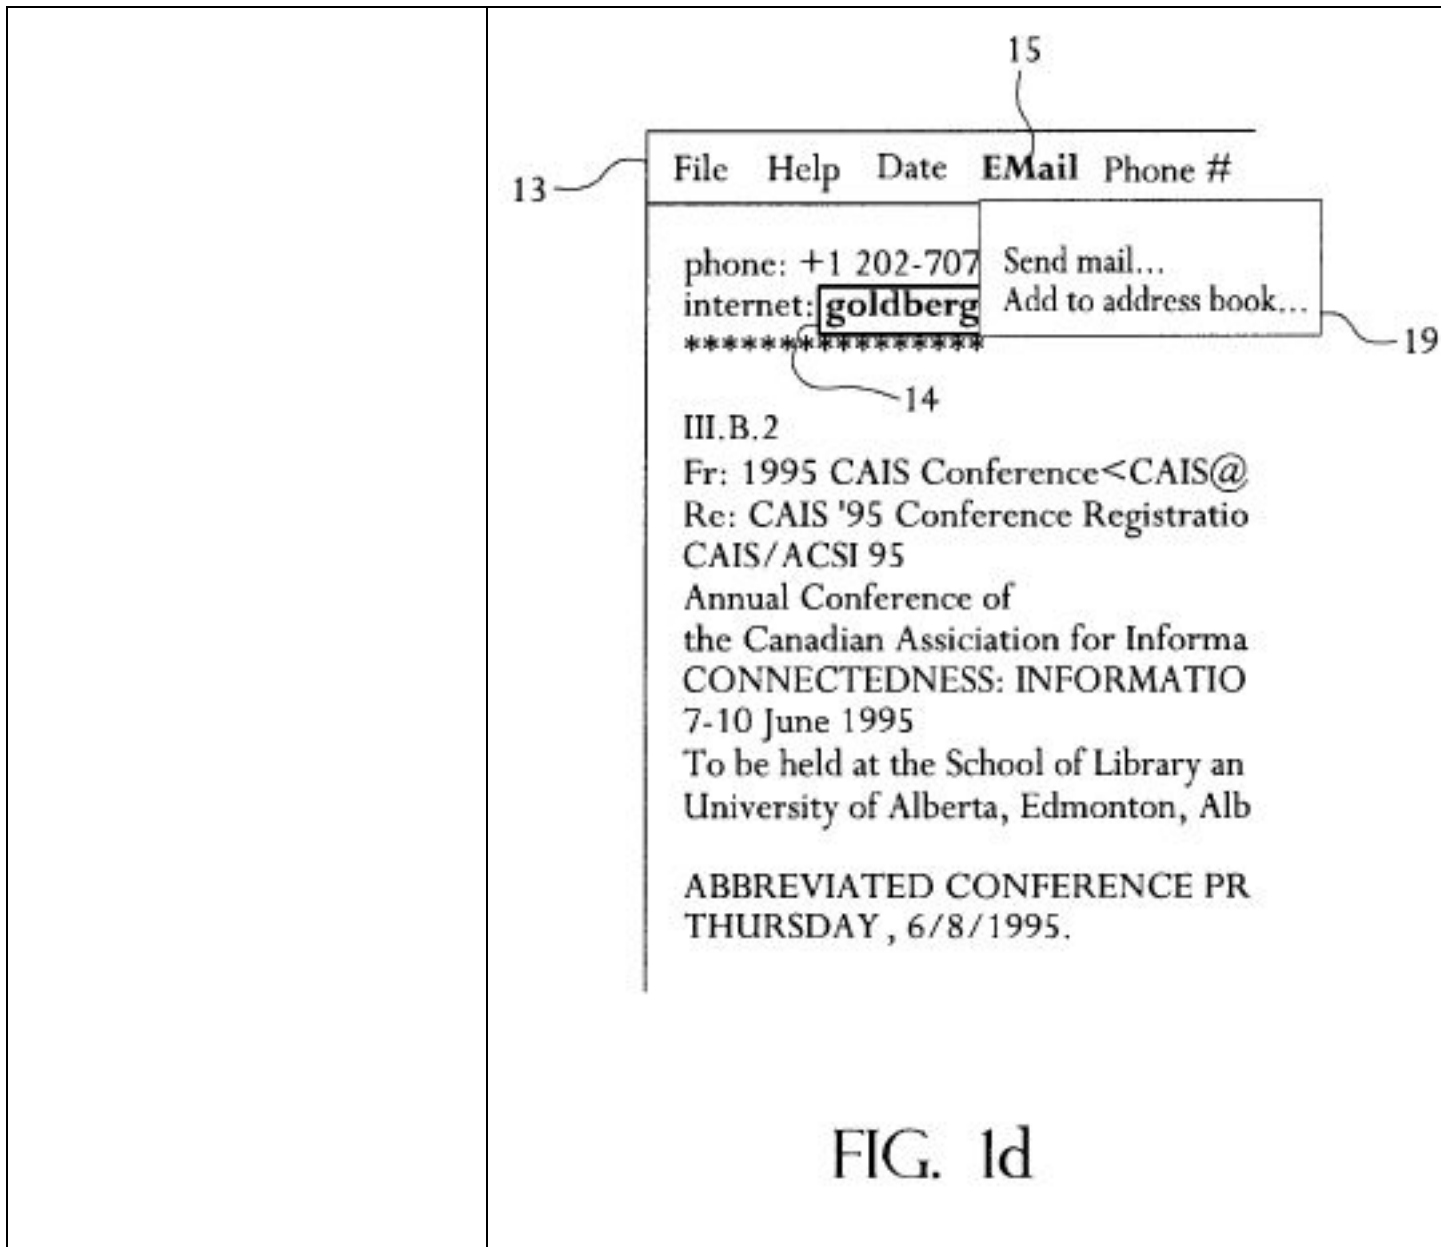 15
13
File Help Date EMail Phone #
phone: +1 202-707 Send mail...
internet: goldberg Add to address book...
****************
19
14
III.B.2
Fr: 1995 CAIS Conference<CAIS@
Re: CAIS '95 Conference Registratio
CAIS/ACSI 95
Annual Conference of
the Canadian Assiciation for Informa
CONNECTEDNESS: INFORMATIO
7-10 June 1995
To be held at the School of Library an
University of Alberta, Edmonton, Alb
ABBREVIATED CONFERENCE PR
THURSDAY , 6/8/1995.
FIG. 1d